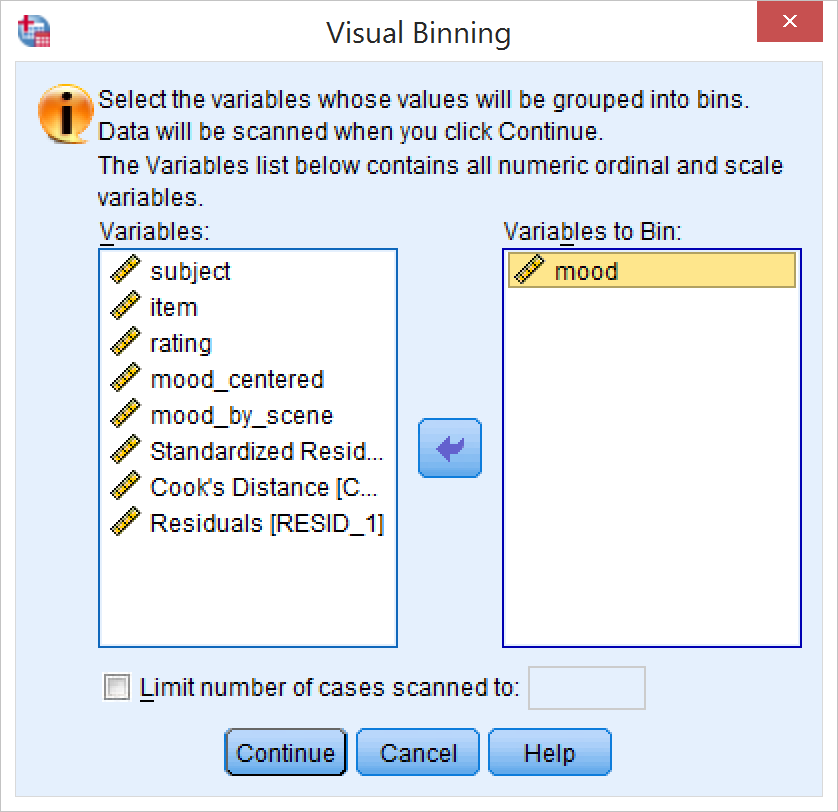 Visual Binning
Select the variables whose values will be grouped into bins.
Data will be scanned when you click Continue.
The Variables list below contains all numeric ordinal and scale
variables.
Variables:
subject
item
rating
mood_centered
mood_by_scene
Standardized Resid...
Cook's Distance [C...
Residuals [RESID_1]
Variables to Bin:
mood
Limit number of cases scanned to:
Continue Cancel Help